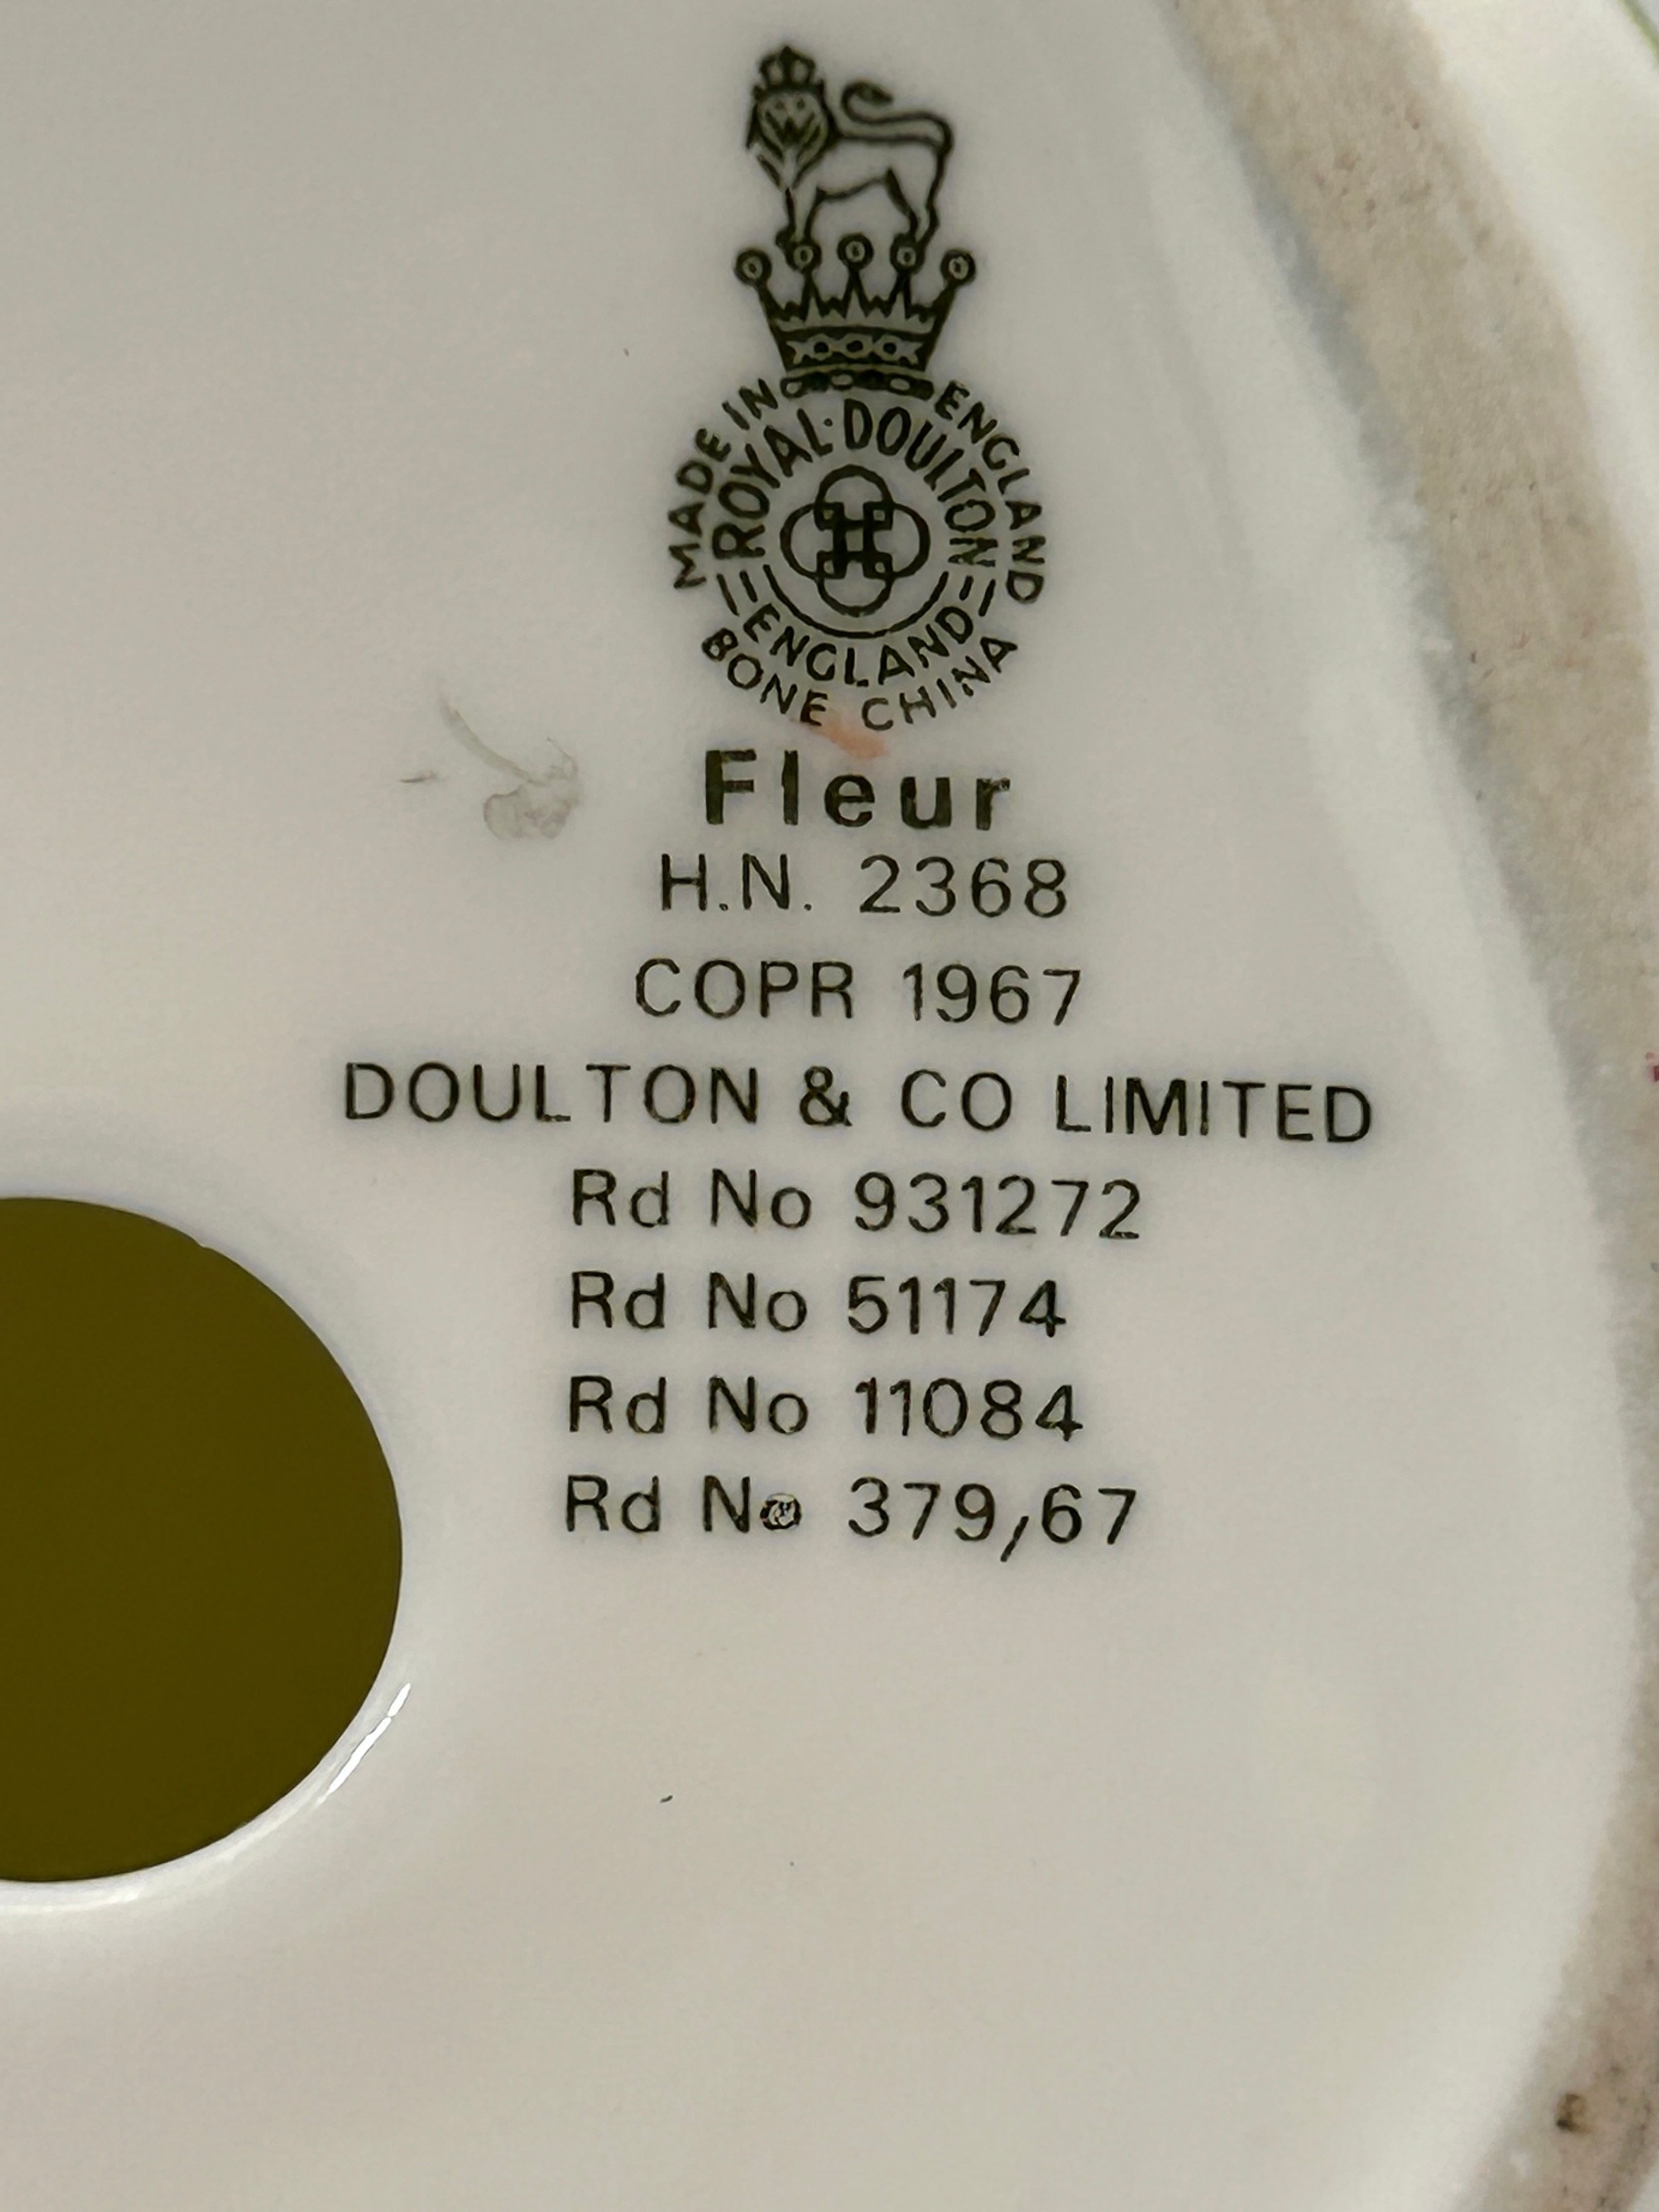 MADE IN ENGLAND
ROYAL·DOULTON
ENGLAND
BONE CHINA
Fleur
H.N. 2368
COPR 1967
DOULTON & CO LIMITED
Rd No 931272
Rd No 51174
Rd No 11084
Rd No 379,67